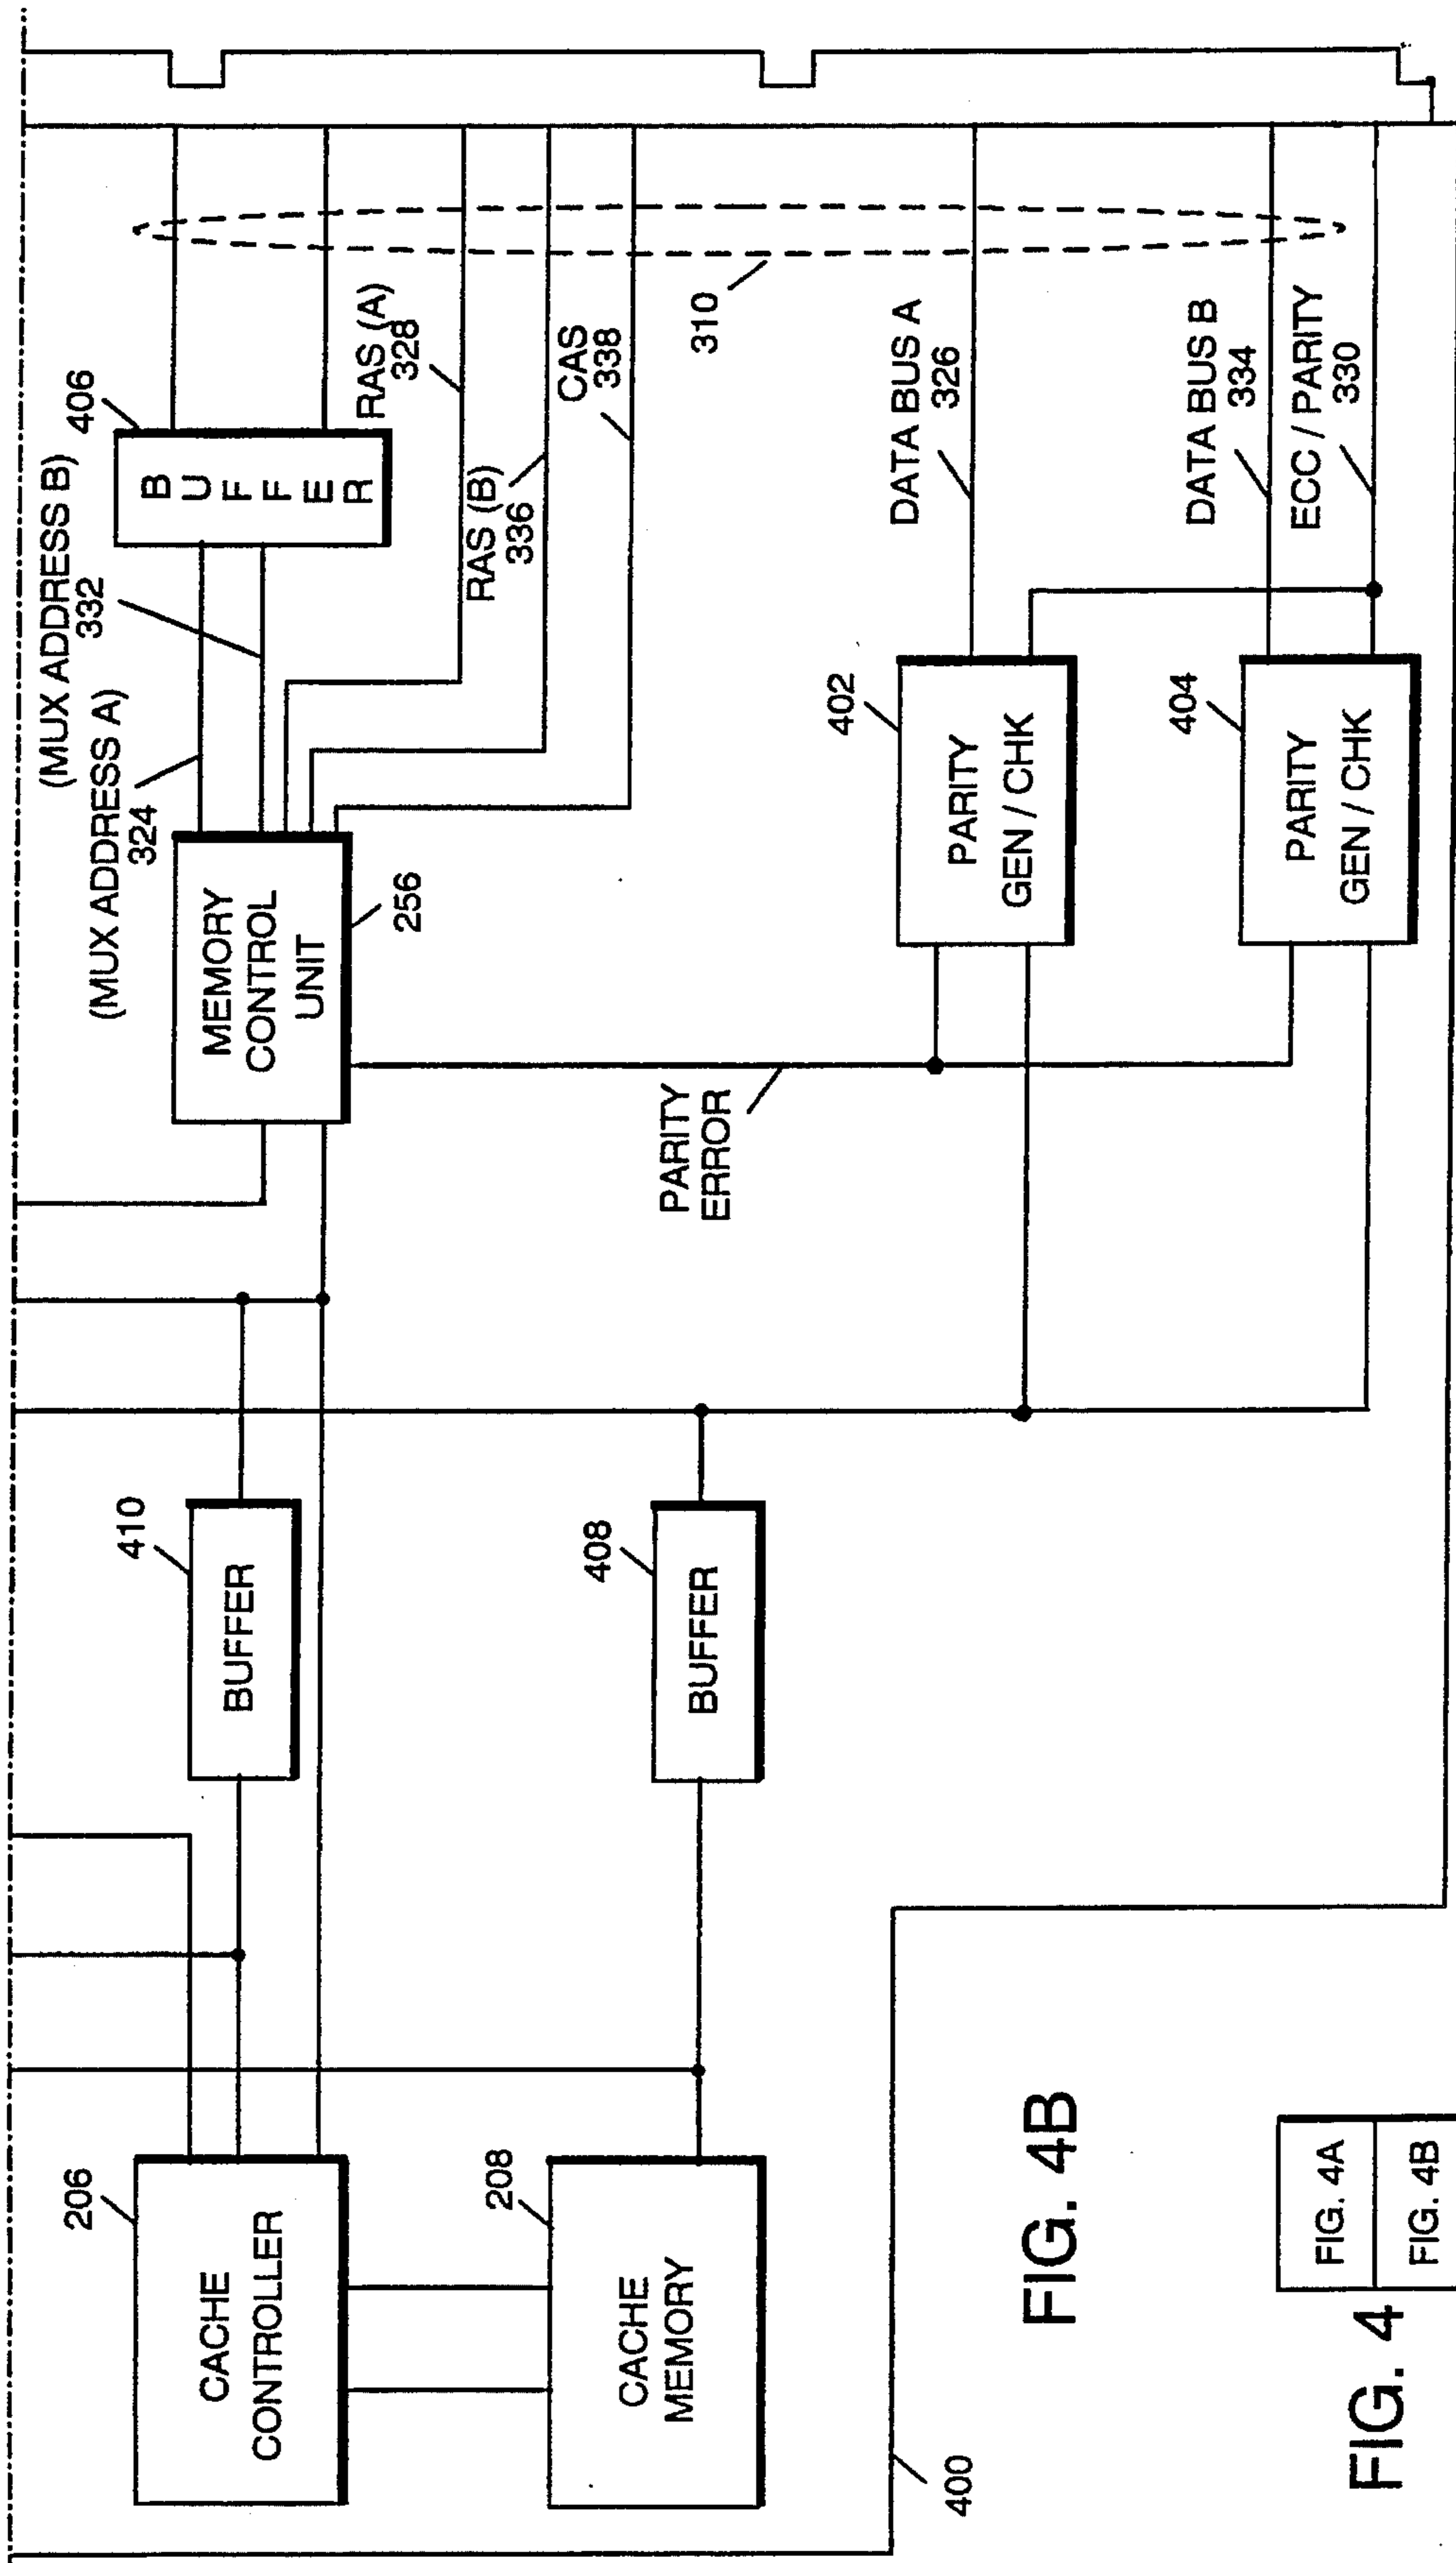 (MUX ADDRESS B)
332
(MUX ADDRESS A)
324
406
BUFFER
RAS (A)
328
RAS (B)
336
CAS
338
310
MEMORY
CONTROL
UNIT
256
DATA BUS A
326
DATA BUS B
334
ECC / PARITY
330
402
PARITY
GEN / CHK
404
PARITY
GEN / CHK
PARITY
ERROR
410
BUFFER
408
BUFFER
206
CACHE
CONTROLLER
208
CACHE
MEMORY
400
FIG. 4B
FIG. 4
FIG. 4A
FIG. 4B